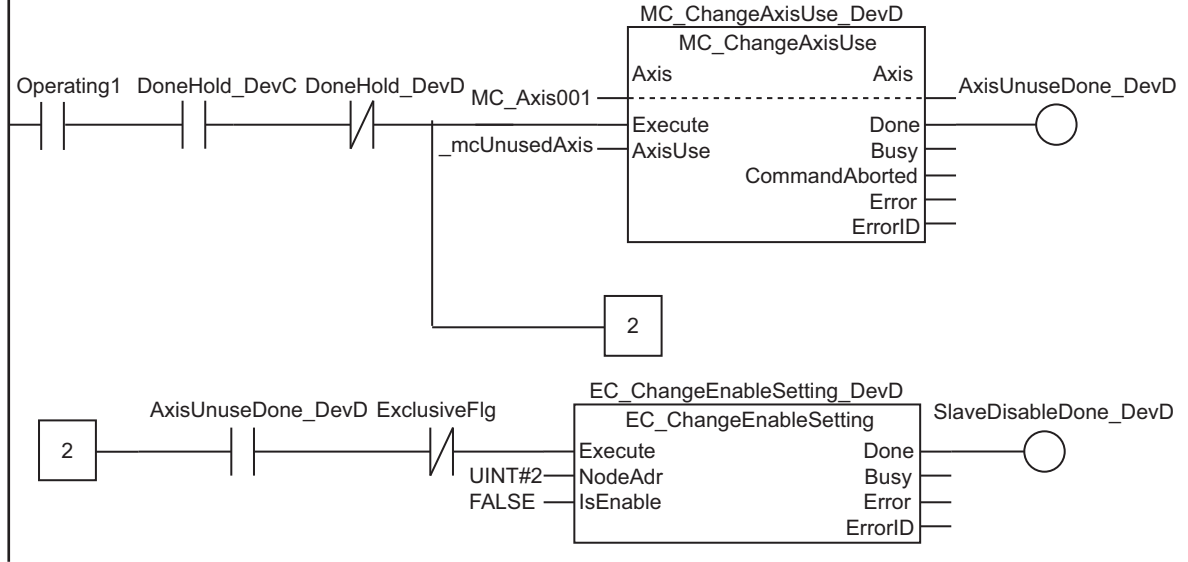 MC_ChangeAxisUse_DevD
MC_ChangeAxisUse
Operating1 DoneHold_DevC DoneHold_DevD
MC_Axis001
Axis Axis
AxisUnuseDone_DevD
Execute Done
_mcUnusedAxis
AxisUse Busy
CommandAborted
Error
ErrorID
2
EC_ChangeEnableSetting_DevD
AxisUnuseDone_DevD ExclusiveFlg
EC_ChangeEnableSetting
SlaveDisableDone_DevD
2
Execute Done
UINT#2 NodeAdr Busy
FALSE IsEnable Error
ErrorID